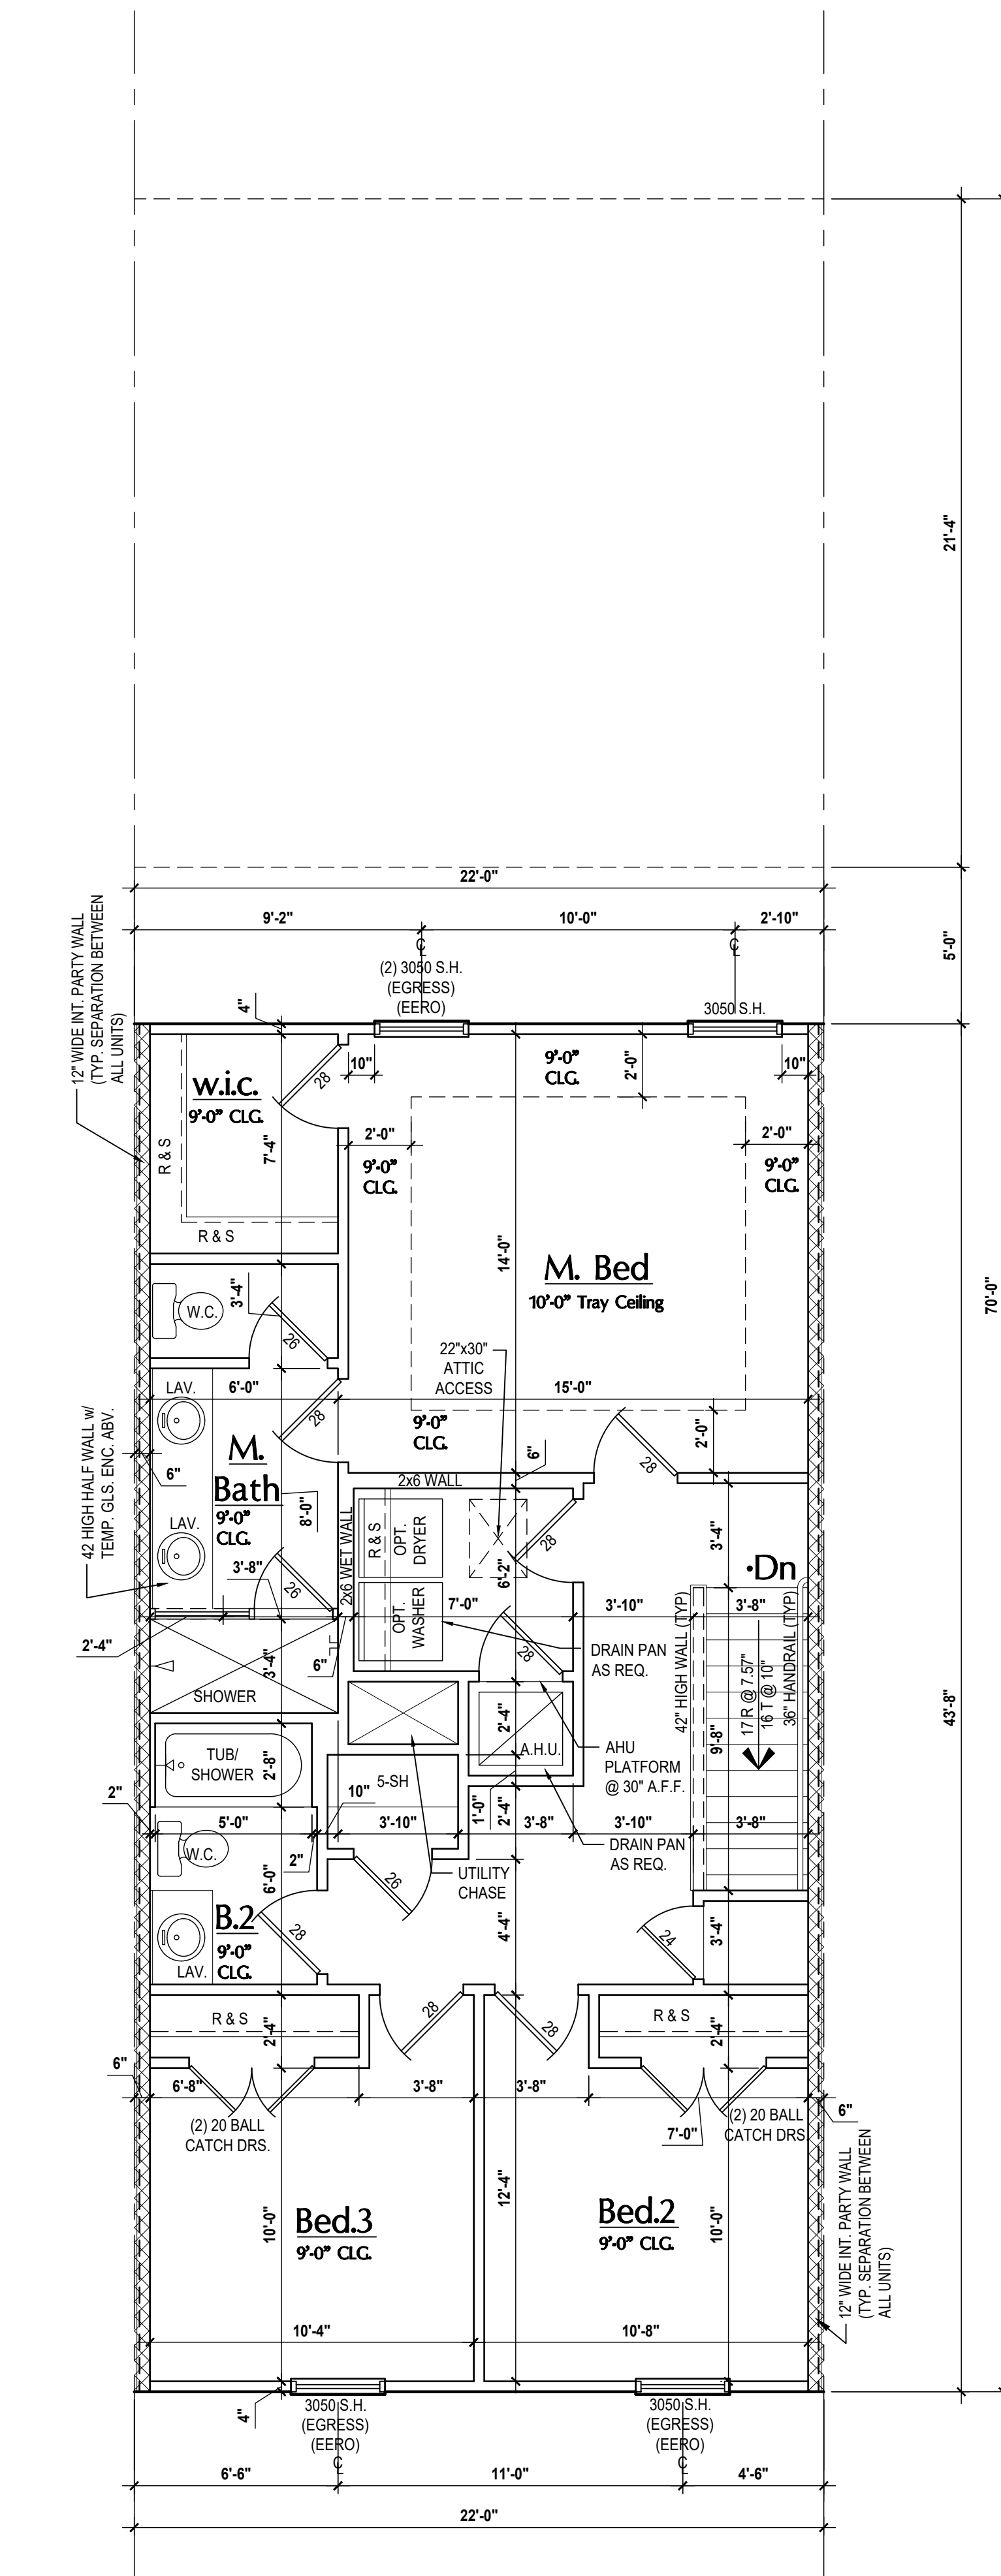 21'-4"
22'-0"
9'-2"
10'-0"
2'-10"
5'-0"
12" WIDE INT. PARTY WALL
(TYP. SEPARATION BETWEEN
ALL UNITS)
(2) 3050 S.H.
(EGRESS)
(EERO)
3050 S.H.
4"
10"
9'-0"
CLG.
2'-0"
10"
28
W.I.C.
9'-0" CLG.
R & S
7'-4"
R & S
2'-0"
9'-0"
CLG.
2'-0"
9'-0"
CLG.
14'-0"
M. Bed
10'-0" Tray Ceiling
70'-0"
W.C.
3'-4"
26
22"x30"
ATTIC
ACCESS
LAV.
6'-0"
28
15'-0"
9'-0"
CLG.
2'-0"
28
42 HIGH HALF WALL w/
TEMP. GLS. ENC. ABV.
6"
M.
Bath
9'-0"
CLG.
8'-0"
LAV.
3'-8"
26
2x6 WALL
6"
2x6 WET WALL
R & S
OPT.
DRYER
28
6'-2"
OPT.
WASHER
7'-0"
3'-4"
•Dn
3'-10"
3'-8"
2'-4"
3'-4"
6"
SHOWER
28
DRAIN PAN
AS REQ.
42" HIGH WALL (TYP)
17 R @ 7.57"
16 T @ 10"
36" HANDRAIL (TYP)
9'-8"
43'-8"
2'-4"
A.H.U.
AHU
PLATFORM
@ 30" A.F.F.
TUB/
SHOWER
2'-8"
2"
5-SH
10"
1'-0"
2'-4"
5'-0"
3'-10"
3'-8"
3'-10"
3'-8"
DRAIN PAN
AS REQ.
W.C.
2"
6'-0"
26
UTILITY
CHASE
B.2
9'-0"
CLG.
LAV.
28
4'-4"
24
3'-4"
R & S
2'-4"
28
28
R & S
2'-4"
6"
6'-8"
3'-8"
3'-8"
7'-0"
6"
(2) 20 BALL
CATCH DRS.
(2) 20 BALL
CATCH DRS.
12'-4"
10'-0"
Bed.3
9'-0" CLG.
Bed.2
9'-0" CLG.
10'-0"
12" WIDE INT. PARTY WALL
(TYP. SEPARATION BETWEEN
ALL UNITS)
10'-4"
10'-8"
4"
3050 S.H.
(EGRESS)
(EERO)
3050 S.H.
(EGRESS)
(EERO)
6'-6"
11'-0"
4'-6"
22'-0"